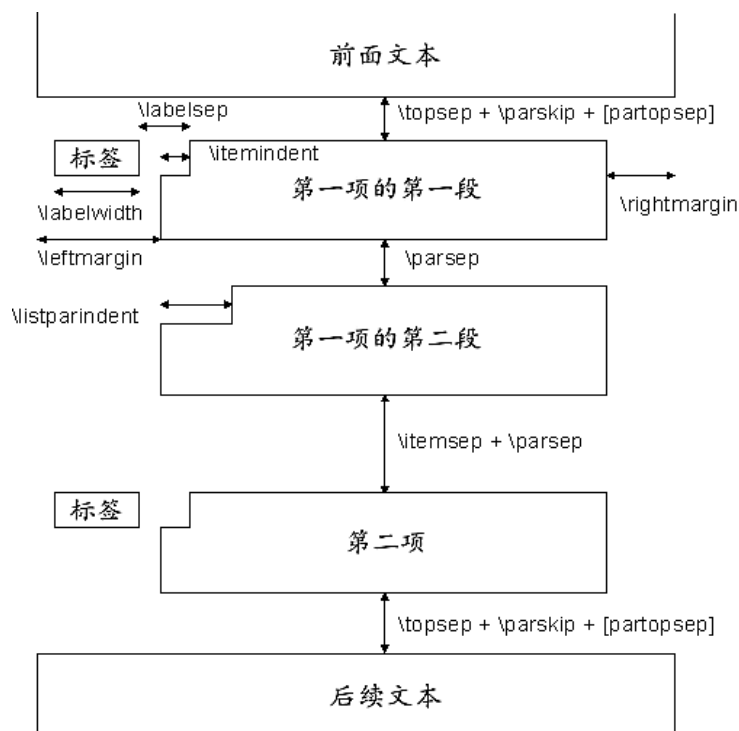 前面文本
\labelsep
\topsep + \parskip + [partopsep]
标签
\itemindent
第一项的第一段
\labelwidth
\rightmargin
\leftmargin
\parsep
\listparindent
第一项的第二段
\itemsep + \parsep
标签
第二项
\topsep + \parskip + [partopsep]
后续文本